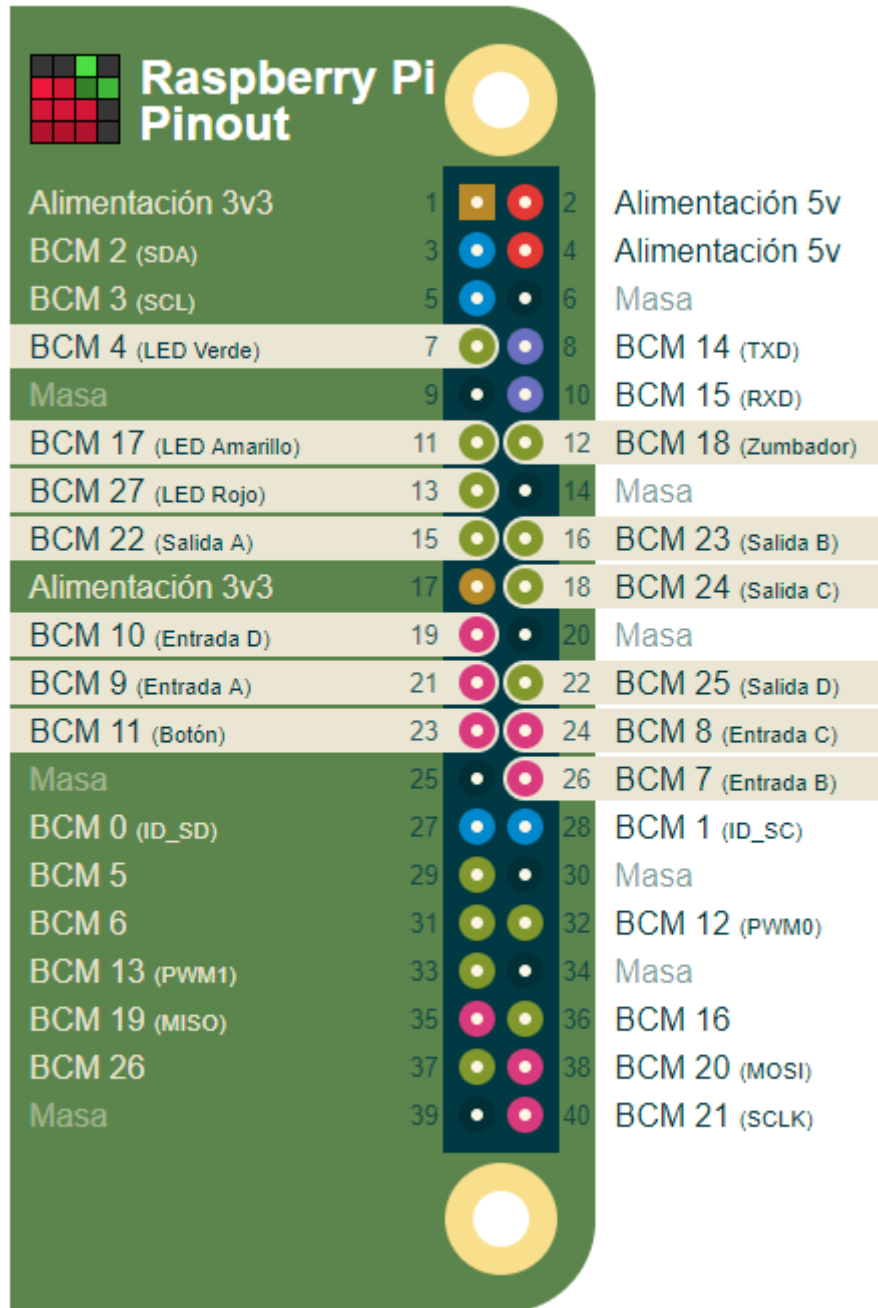 Raspberry Pi
Pinout
Alimentación 3v3 1 2 Alimentación 5v
BCM 2 (SDA) 3 4 Alimentación 5v
BCM 3 (SCL) 5 6 Masa
BCM 4 (LED Verde) 7 8 BCM 14 (TXD)
Masa 9 10 BCM 15 (RXD)
BCM 17 (LED Amarillo) 11 12 BCM 18 (Zumbador)
BCM 27 (LED Rojo) 13 14 Masa
BCM 22 (Salida A) 15 16 BCM 23 (Salida B)
Alimentación 3v3 17 18 BCM 24 (Salida C)
BCM 10 (Entrada D) 19 20 Masa
BCM 9 (Entrada A) 21 22 BCM 25 (Salida D)
BCM 11 (Botón) 23 24 BCM 8 (Entrada C)
Masa 25 26 BCM 7 (Entrada B)
BCM 0 (ID_SD) 27 28 BCM 1 (ID_SC)
BCM 5 29 30 Masa
BCM 6 31 32 BCM 12 (PWM0)
BCM 13 (PWM1) 33 34 Masa
BCM 19 (MISO) 35 36 BCM 16
BCM 26 37 38 BCM 20 (MOSI)
Masa 39 40 BCM 21 (SCLK)